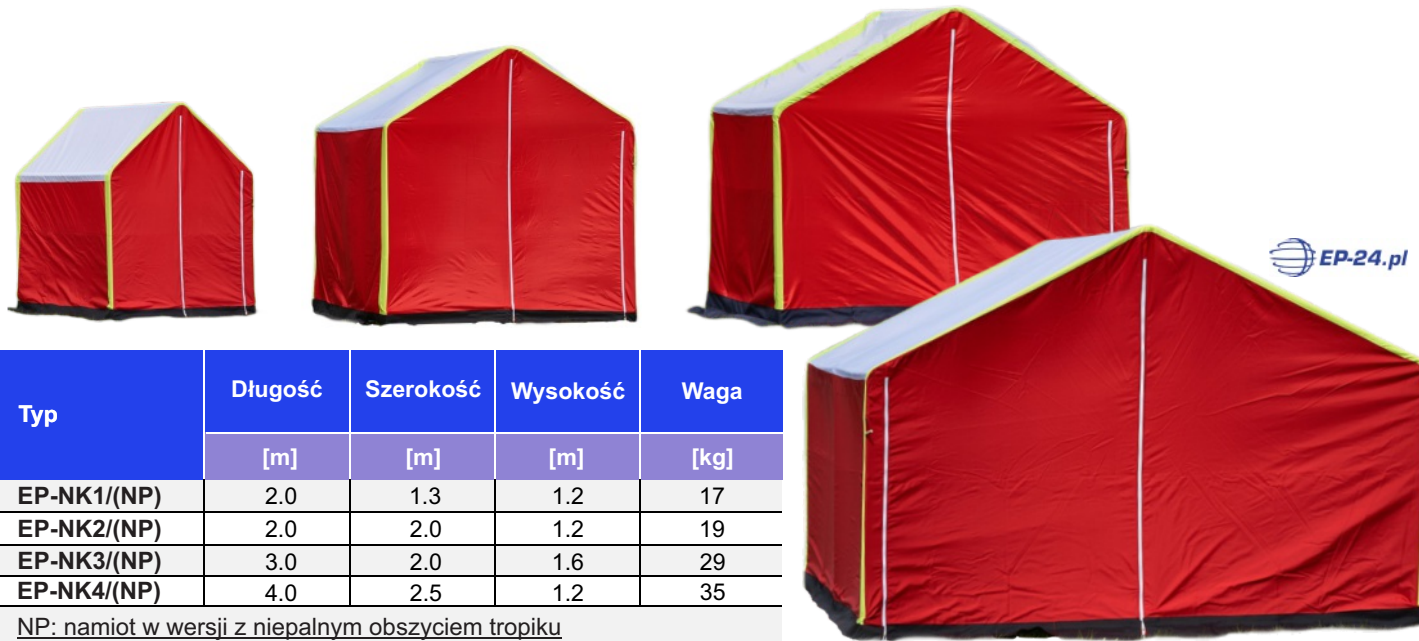 EP-24.pl
Typ Długość Szerokość Wysokość Waga
[m] [m] [m] [kg]
EP-NK1/(NP) 2.0 1.3 1.2 17
EP-NK2/(NP) 2.0 2.0 1.2 19
EP-NK3/(NP) 3.0 2.0 1.6 29
EP-NK4/(NP) 4.0 2.5 1.2 35
NP: namiot w wersji z niepalnym obszyciem tropiku